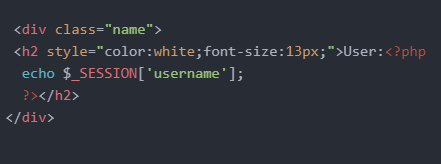 <div class="name">
<h2 style="color:white;font-size:13px;">User:<?php
echo $_SESSION['username'];
?></h2>
</div>